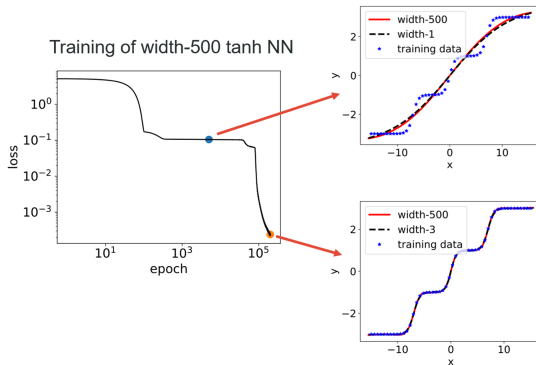 Training of width-500 tanh NN
loss
10⁰
10⁻¹
10⁻²
10⁻³
10¹
10³
10⁵
epoch
width-500
width-1
training data
y
2
0
−2
−10
0
10
x
width-500
width-3
training data
y
2
0
−2
−10
0
10
x